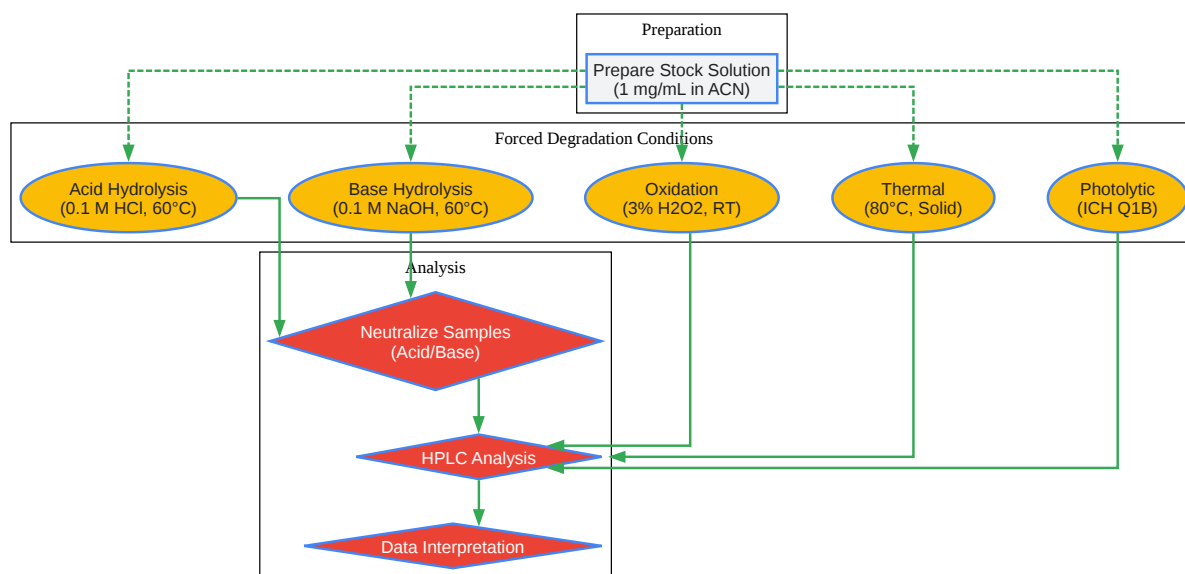 Preparation
Prepare Stock Solution
(1 mg/mL in ACN)
Forced Degradation Conditions
Acid Hydrolysis
(0.1 M HCl, 60°C)
Base Hydrolysis
(0.1 M NaOH, 60°C)
Oxidation
(3% H2O2, RT)
Thermal
(80°C, Solid)
Photolytic
(ICH Q1B)
Analysis
Neutralize Samples
(Acid/Base)
HPLC Analysis
Data Interpretation